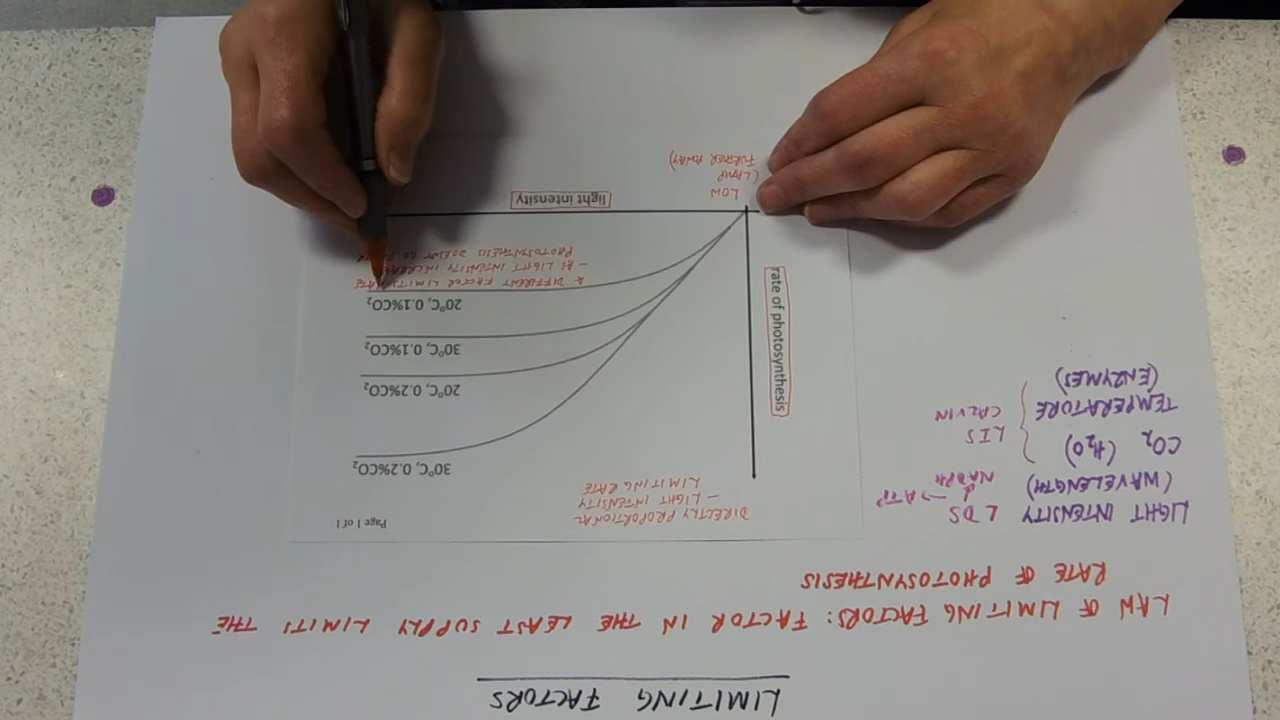 LIMITING FACTORS
LAW OF LIMITING FACTORS: FACTOR IN THE LEAST SUPPLY LIMITS THE
RATE OF PHOTOSYNTHESIS
LIGHT INTENSITY LDS
(WAVELENGTH) NADPH → ATP
CO₂ (H₂O)
TEMPERATURE
(ENZYMES)
LIS
CALVIN
Page 1 of 1
DIRECTLY PROPORTIONAL
- LIGHT INTENSITY
LIMITING RATE
30°C, 0.2%CO₂
20°C, 0.2%CO₂
30°C, 0.1%CO₂
20°C, 0.1%CO₂
rate of photosynthesis
A DIFFERENT FACTOR LIMITS RATE
- AS LIGHT INTENSITY
PHOTOSYNTHESIS DOESN'T GO
light intensity
LOW
(LAMP
FURTHER AWAY)